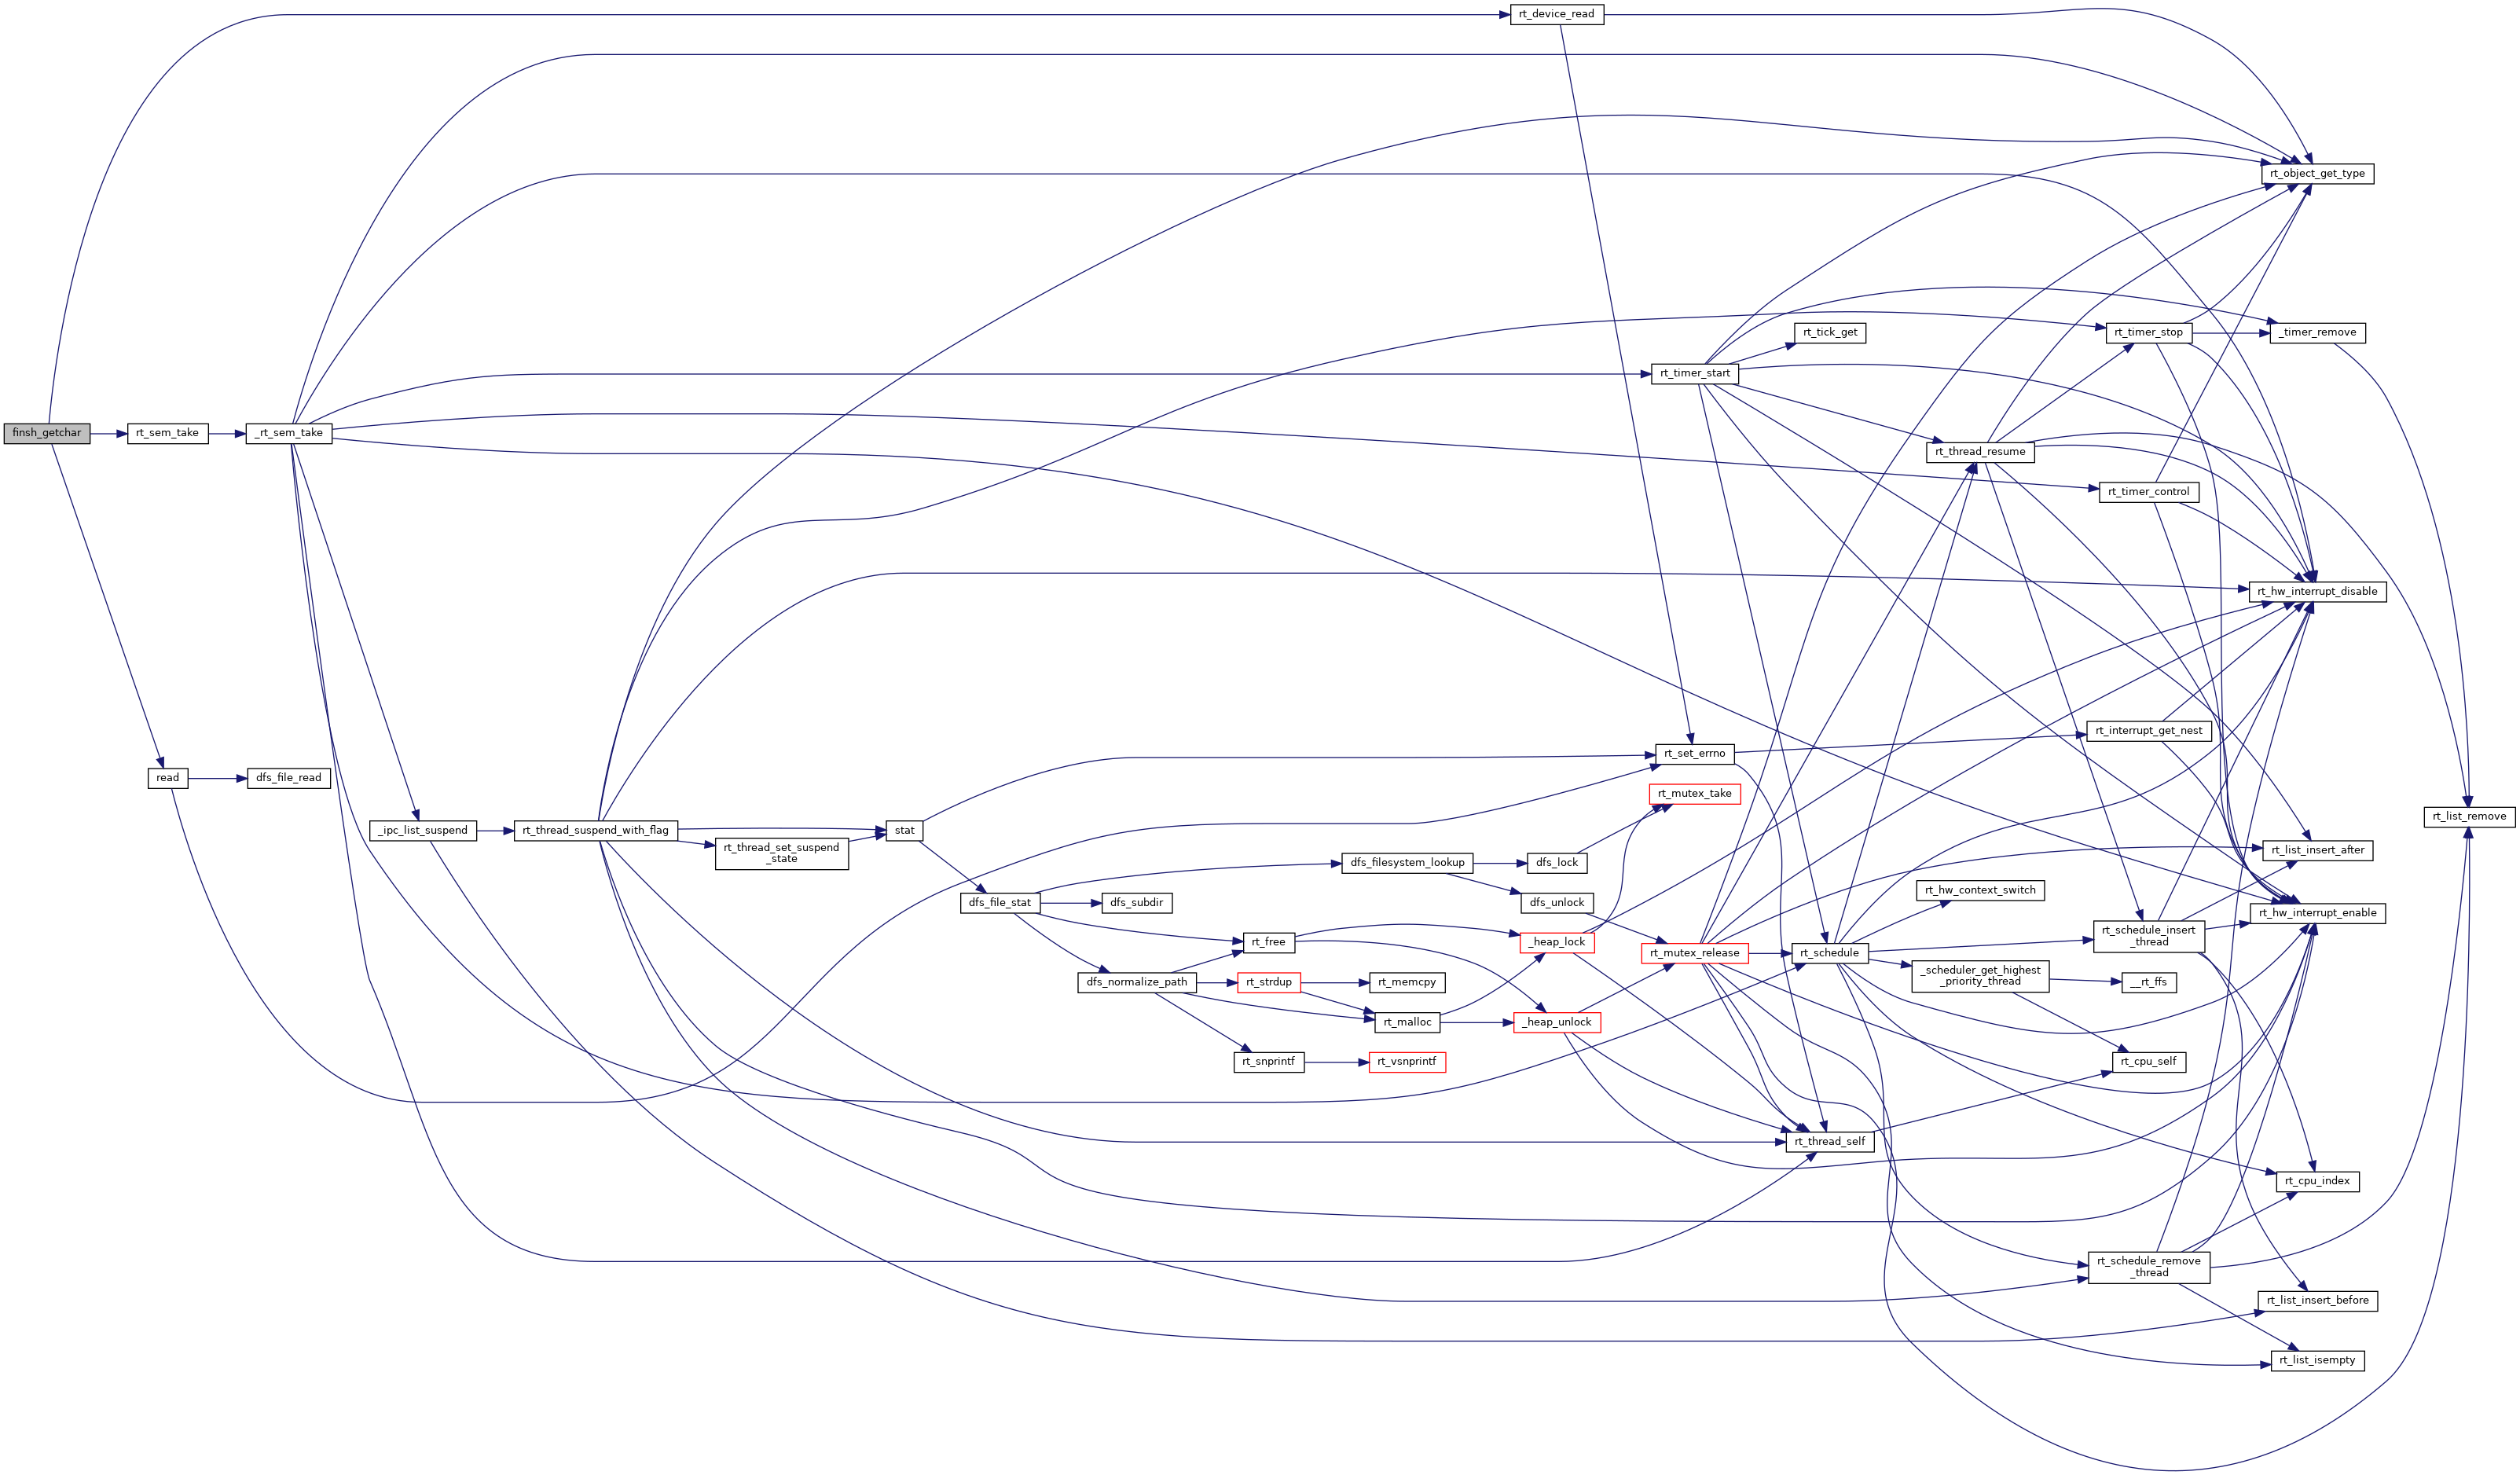 finsh_getchar
rt_sem_take
read
_rt_sem_take
dfs_file_read
_ipc_list_suspend
rt_thread_suspend_with_flag
rt_thread_set_suspend
_state
stat
dfs_file_stat
dfs_subdir
dfs_normalize_path
rt_free
rt_strdup
rt_snprintf
dfs_filesystem_lookup
rt_memcpy
rt_malloc
rt_vsnprintf
rt_device_read
dfs_lock
dfs_unlock
_heap_lock
_heap_unlock
rt_timer_start
rt_set_errno
rt_mutex_take
rt_mutex_release
rt_tick_get
rt_schedule
rt_thread_self
rt_thread_resume
rt_hw_context_switch
_scheduler_get_highest
_priority_thread
rt_timer_stop
rt_timer_control
rt_interrupt_get_nest
rt_schedule_insert
_thread
__rt_ffs
rt_cpu_self
rt_schedule_remove
_thread
rt_object_get_type
_timer_remove
rt_hw_interrupt_disable
rt_list_insert_after
rt_hw_interrupt_enable
rt_cpu_index
rt_list_insert_before
rt_list_isempty
rt_list_remove